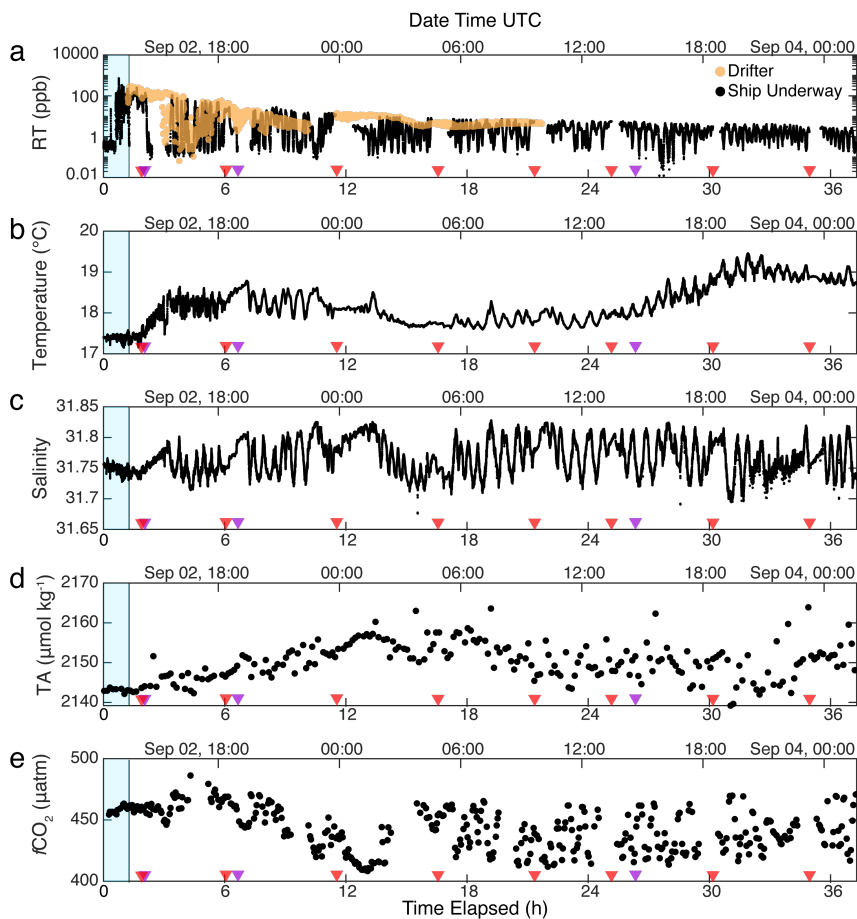 Date Time UTC
a
Sep 02, 18:00 00:00 06:00 12:00 18:00 Sep 04, 00:00
10000
100
1
0.01
RT (ppb)
Drifter
Ship Underway
0 6 12 18 24 30 36
b
Sep 02, 18:00 00:00 06:00 12:00 18:00 Sep 04, 00:00
20
19
18
17
Temperature (°C)
0 6 12 18 24 30 36
c
Sep 02, 18:00 00:00 06:00 12:00 18:00 Sep 04, 00:00
31.85
31.8
31.75
31.7
31.65
Salinity
0 6 12 18 24 30 36
d
Sep 02, 18:00 00:00 06:00 12:00 18:00 Sep 04, 00:00
2170
2160
2150
2140
TA (µmol kg⁻¹)
0 6 12 18 24 30 36
e
Sep 02, 18:00 00:00 06:00 12:00 18:00 Sep 04, 00:00
500
450
400
fCO₂ (µatm)
0 6 12 18 24 30 36
Time Elapsed (h)